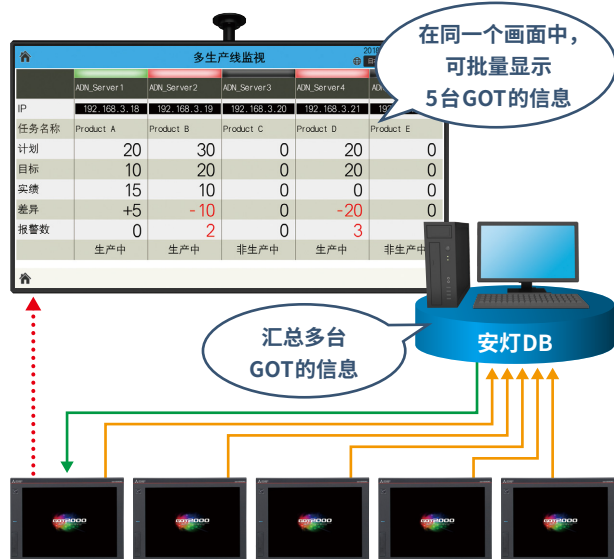 多生产线监视
在同一个画面中，
可批量显示
5台GOT的信息
ADN_Server1 ADN_Server2 ADN_Server3 ADN_Server4
IP 192.168.3.18 192.168.3.19 192.168.3.20 192.168.3.21
任务名称 Product A Product B Product C Product D Product E
计划 20 30 0 20 0
目标 10 20 0 20 0
实绩 15 10 0 0 0
差异 +5 -10 0 -20 0
报警数 0 2 0 3 0
生产中 生产中 非生产中 生产中 非生产中
汇总多台
GOT的信息
安灯DB
GOT2000 GOT2000 GOT2000 GOT2000 GOT2000